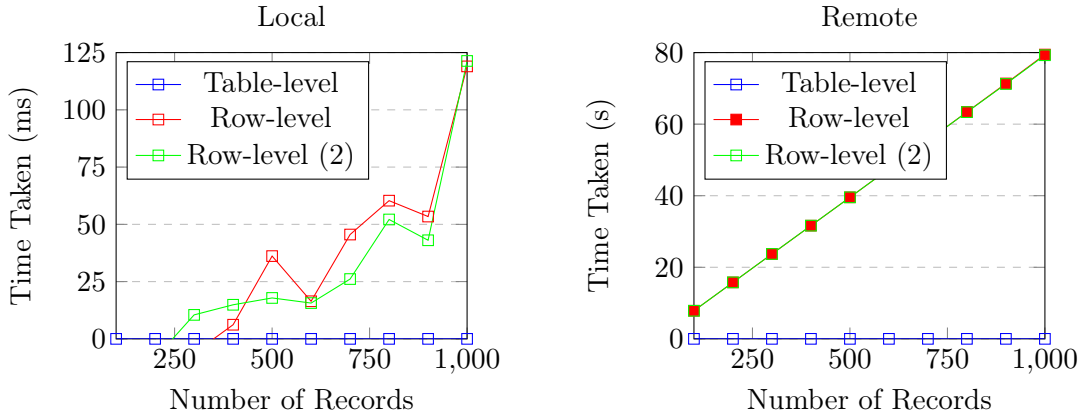 Local
125
100
75
50
25
0
Time Taken (ms)
Table-level
Row-level
Row-level (2)
250 500 750 1,000
Number of Records
Remote
80
60
40
20
0
Time Taken (s)
Table-level
Row-level
Row-level (2)
250 500 750 1,000
Number of Records